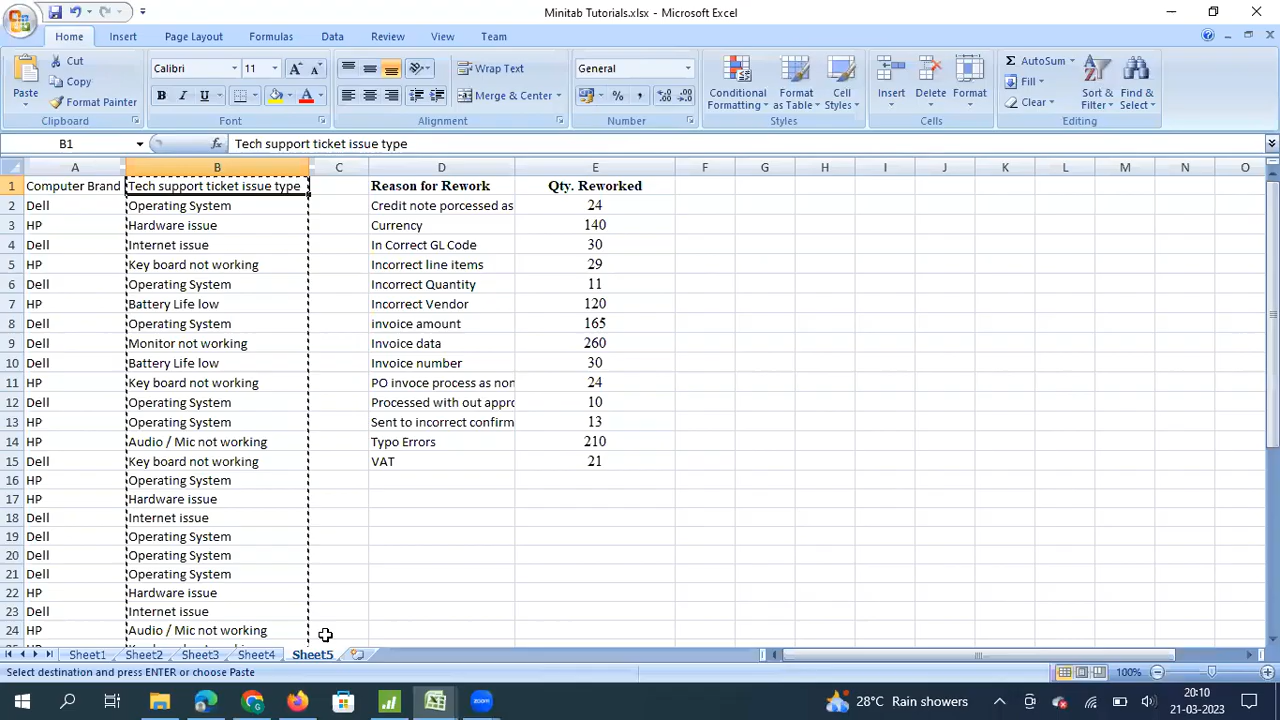 Minitab Tutorials.xlsx - Microsoft Excel
Home Insert Page Layout Formulas Data Review View Team
Paste Cut Copy Format Painter Clipboard
Calibri 11 B I U Font
Wrap Text Merge & Center Alignment
General % , Number
Conditional Formatting Format as Table Cell Styles Styles
Insert Delete Format Cells
Σ AutoSum Fill Clear Sort & Filter Find & Select Editing
B1 fx Tech support ticket issue type
A B C D E F G H I J K L M N O
1 Computer Brand Tech support ticket issue type Reason for Rework Qty. Reworked
2 Dell Operating System Credit note porcessed as 24
3 HP Hardware issue Currency 140
4 Dell Internet issue In Correct GL Code 30
5 HP Key board not working Incorrect line items 29
6 Dell Operating System Incorrect Quantity 11
7 HP Battery Life low Incorrect Vendor 120
8 Dell Operating System invoice amount 165
9 Dell Monitor not working Invoice data 260
10 Dell Battery Life low Invoice number 30
11 HP Key board not working PO invoce process as non 24
12 Dell Operating System Processed with out appro 10
13 HP Operating System Sent to incorrect confirm 13
14 HP Audio / Mic not working Typo Errors 210
15 Dell Key board not working VAT 21
16 HP Operating System
17 HP Hardware issue
18 Dell Internet issue
19 Dell Operating System
20 Dell Operating System
21 Dell Operating System
22 HP Hardware issue
23 Dell Internet issue
24 HP Audio / Mic not working
Sheet1 Sheet2 Sheet3 Sheet4 Sheet5
Select destination and press ENTER or choose Paste 100%
28°C Rain showers 20:10
21-03-2023